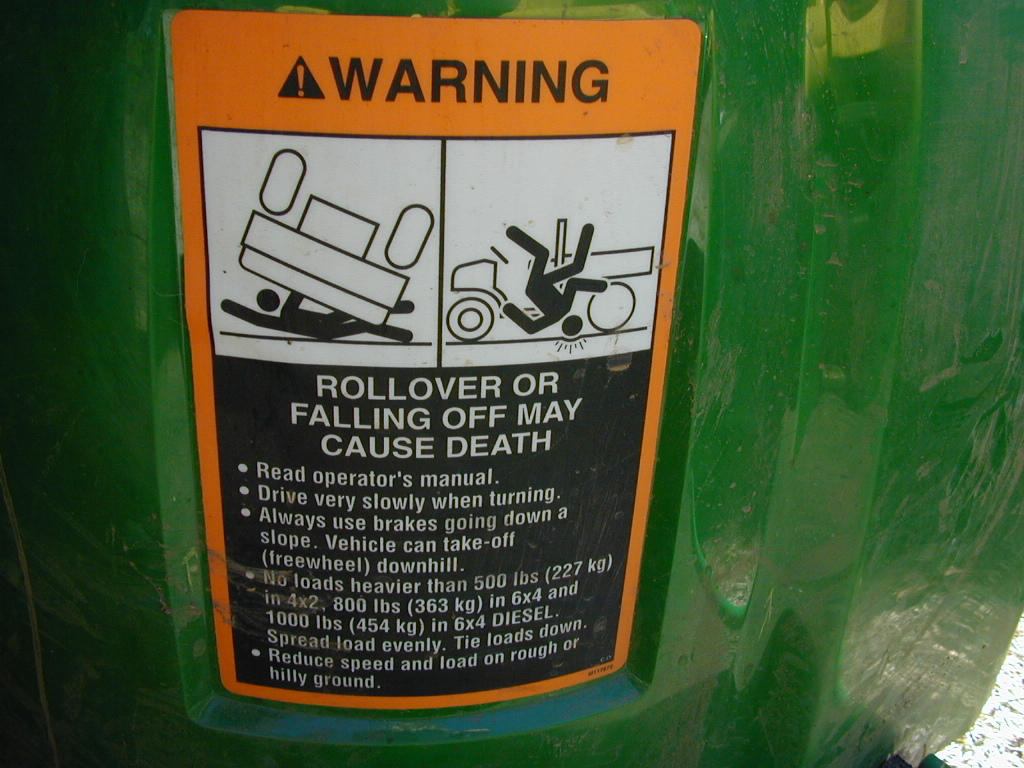 WARNING
ROLLOVER OR
FALLING OFF MAY
CAUSE DEATH
• Read operator's manual.
• Drive very slowly when turning.
• Always use brakes going down a
slope. Vehicle can take-off
(freewheel) downhill.
• No loads heavier than 500 lbs (227 kg)
in 4x2, 800 lbs (363 kg) in 6x4 and
1000 lbs (454 kg) in 6x4 DIESEL.
Spread load evenly. Tie loads down.
• Reduce speed and load on rough or
hilly ground.